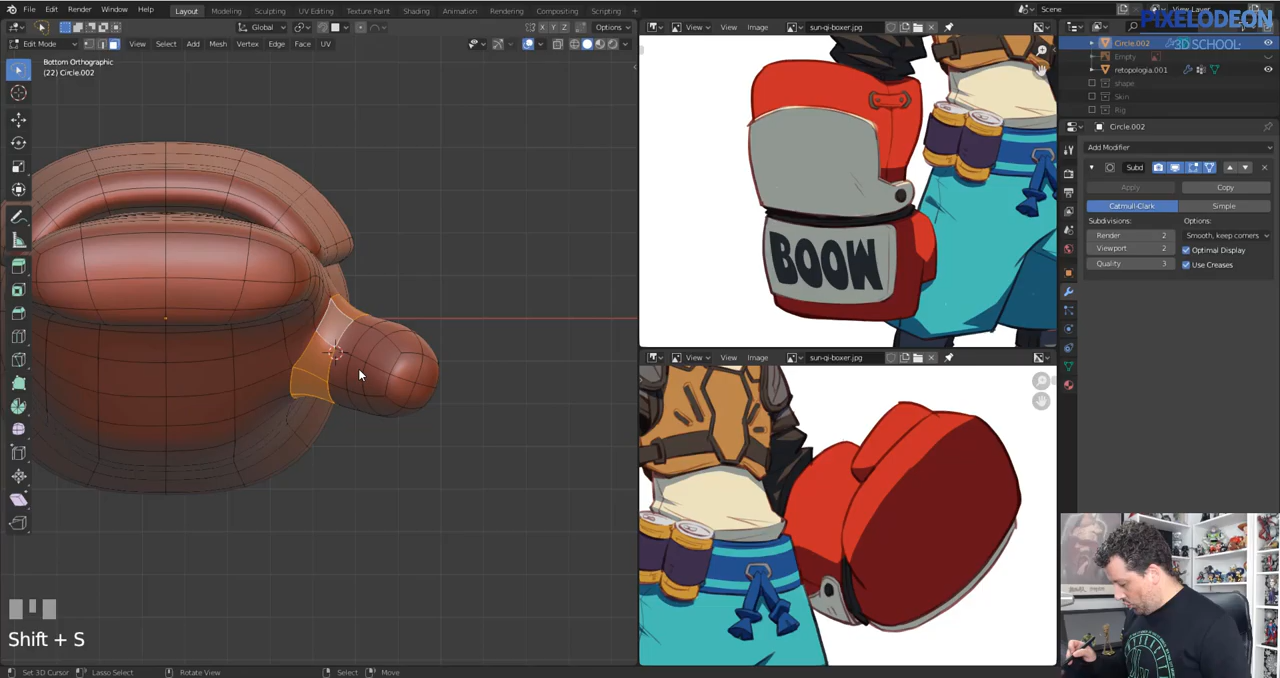 File Edit Render Window Help Layout Modeling Sculpting UV Editing Texture Paint Shading Animation Rendering Compositing Scripting + Scene View Layer
PIXELODEON
3D SCHOOL
Global X Y Z Options
Edit Mode View Select Add Mesh Vertex Edge Face UV
Bottom Orthographic
(22) Circle.002
View Image sun-qi-boxer.jpg
BOOM
View Image sun-qi-boxer.jpg
Circle.002
Empty
retopologia.001
shape
Skin
Rig
Circle.002
Add Modifier
Subd
Apply Copy
Catmull-Clark Simple
Subdivisions: Options:
Render 2 Smooth, keep corners
Viewport 2 Optimal Display
Quality 3 Use Creases
Shift + S
Set 3D Cursor Lasso Select Rotate View Select Move